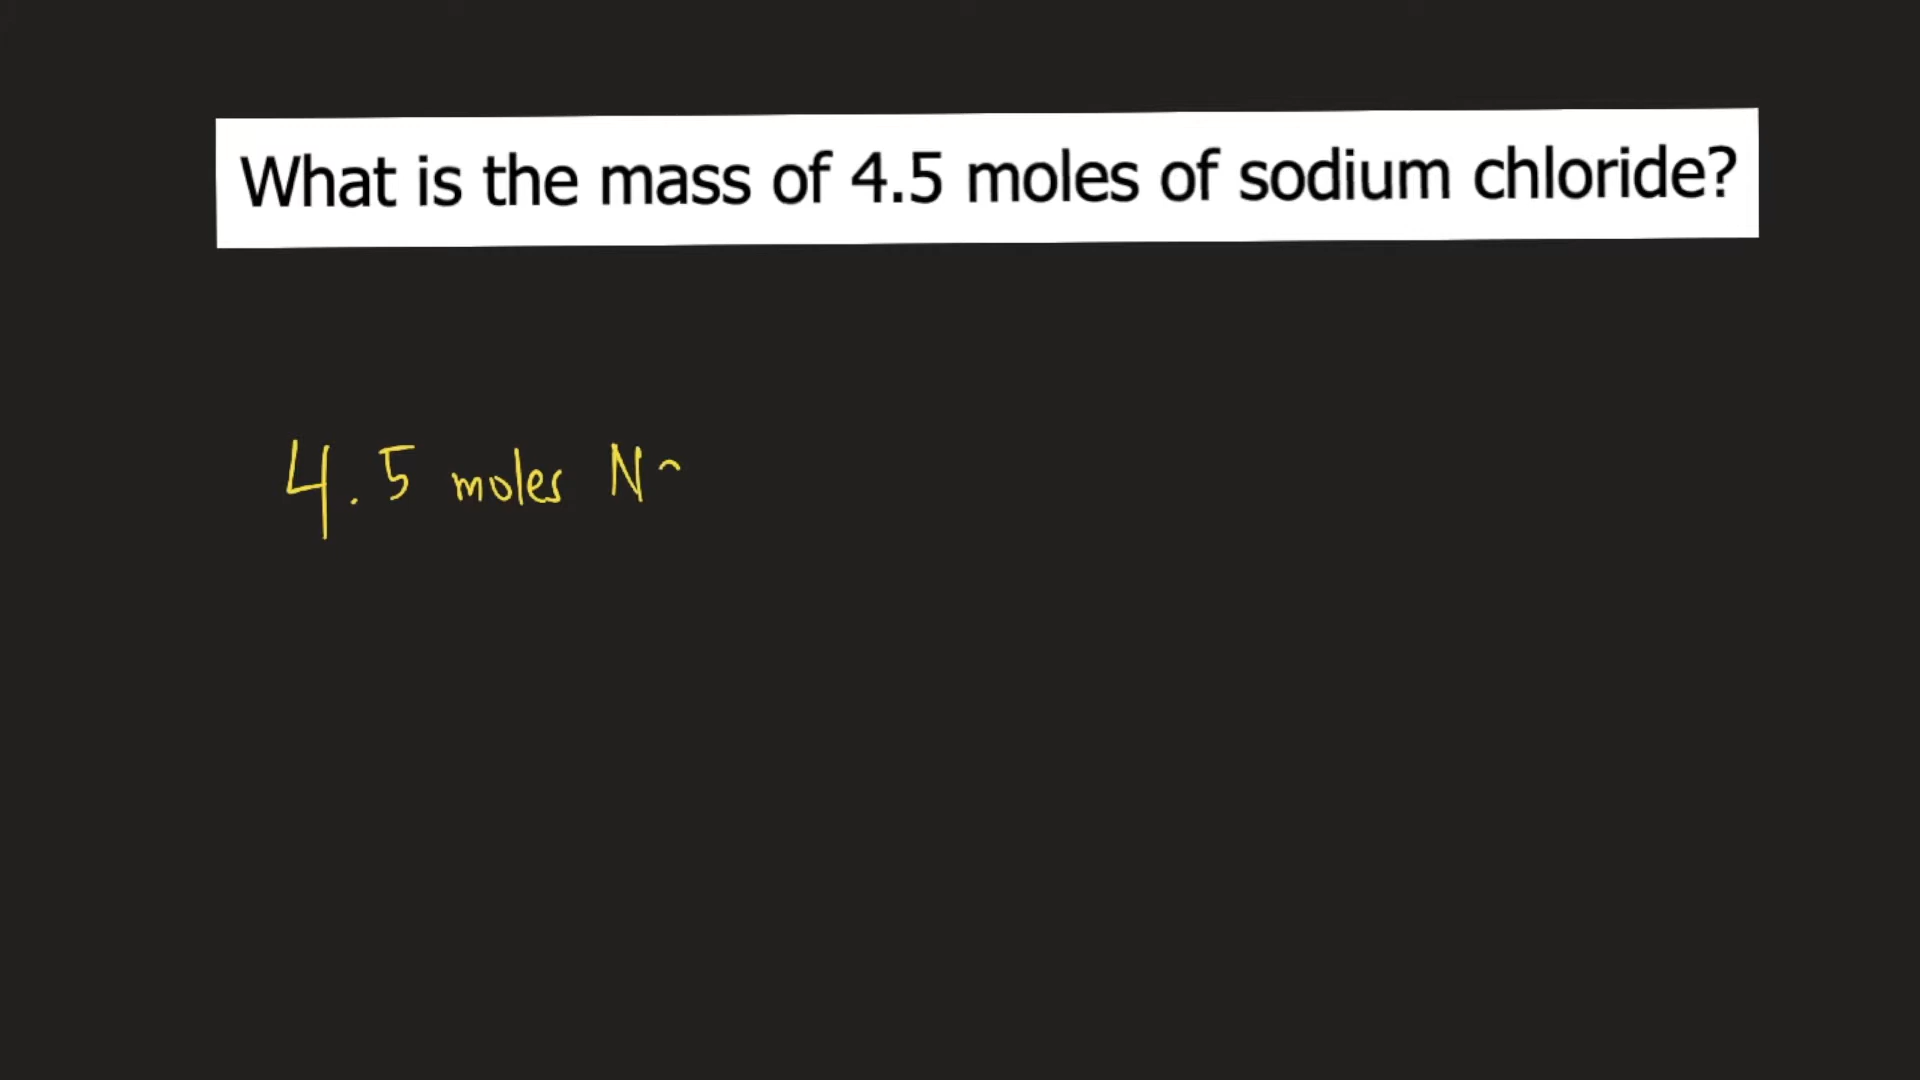 What is the mass of 4.5 moles of sodium chloride?
4.5 moles N